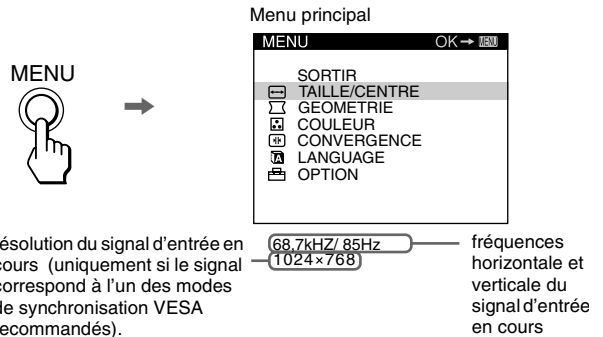 Menu principal
MENU
MENU OK→ MENU
SORTIR
TAILLE/CENTRE
GEOMETRIE
COULEUR
CONVERGENCE
LANGUAGE
OPTION
68,7kHZ/ 85Hz
1024×768
ésolution du signal d'entrée en
cours (uniquement si le signal
correspond à l'un des modes
de synchronisation VESA
ecommandés).
fréquences
horizontale et
verticale du
signal d'entrée
en cours